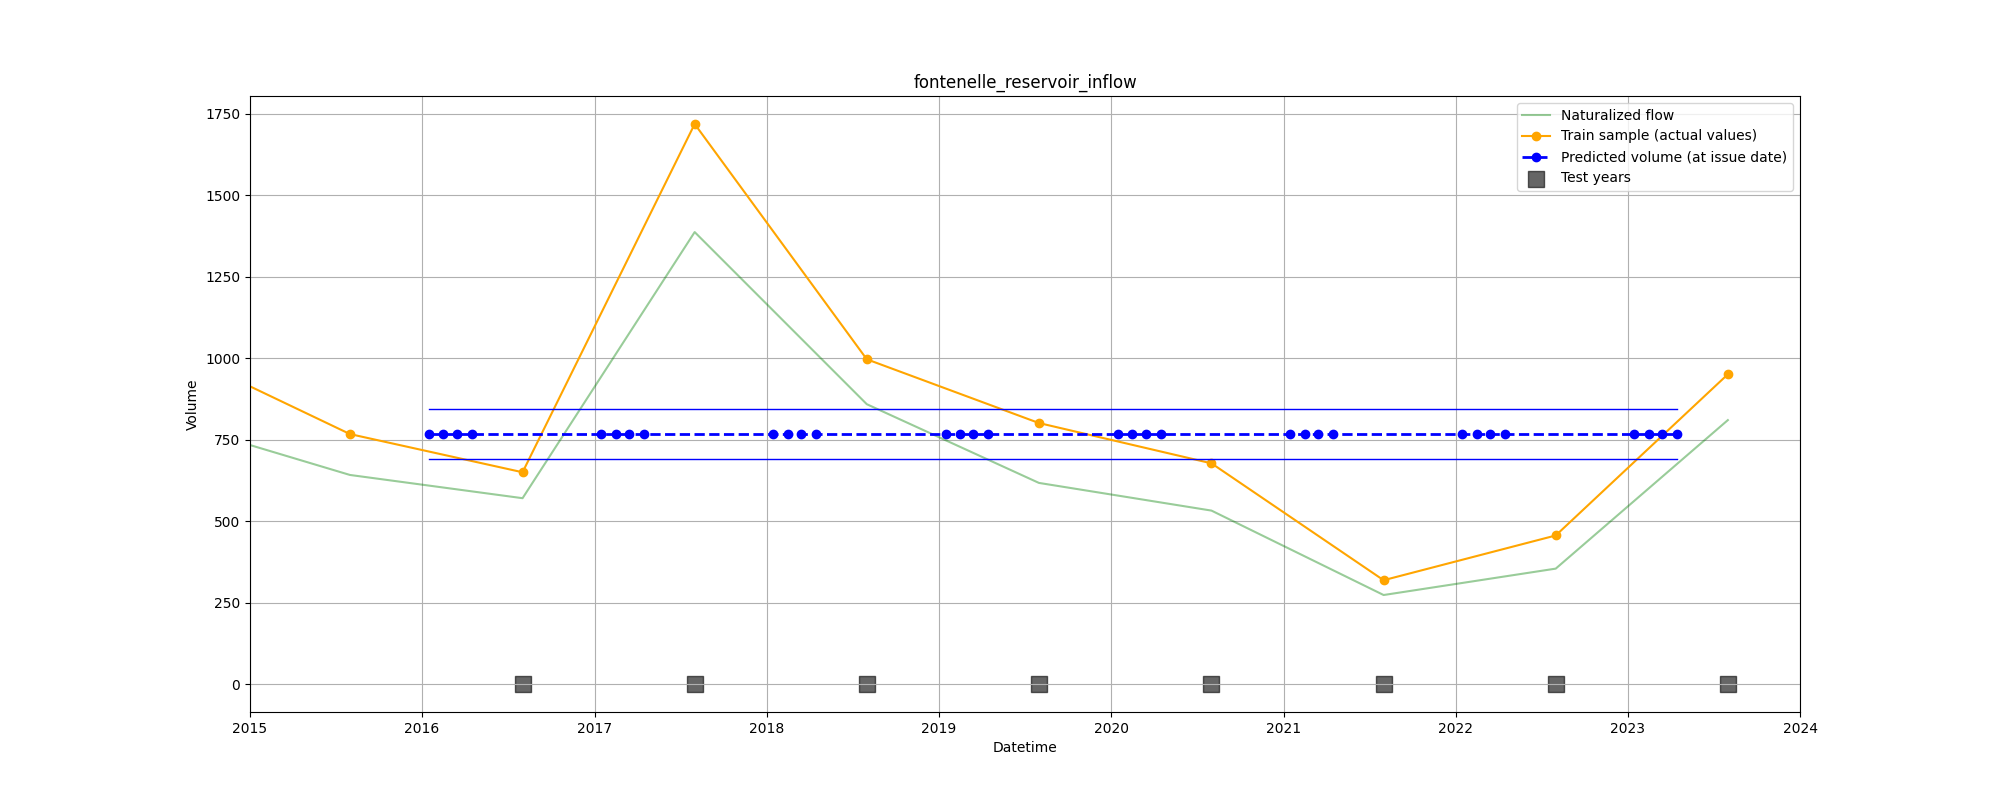 fontenelle_reservoir_inflow
Naturalized flow
Train sample (actual values)
Predicted volume (at issue date)
Test years
Volume
1750
1500
1250
1000
750
500
250
0
2015 2016 2017 2018 2019 2020 2021 2022 2023 2024
Datetime